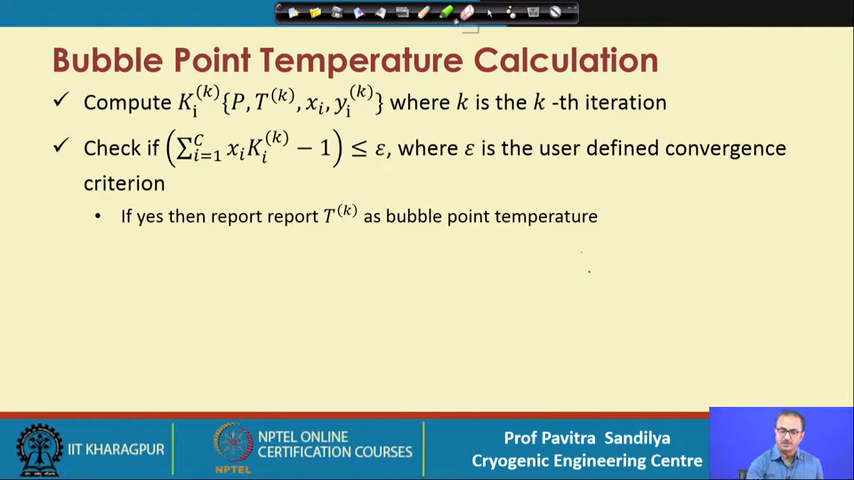 Bubble Point Temperature Calculation
✓ Compute K_i^(k){P, T^(k), x_i, y_i^(k)} where k is the k -th iteration
✓ Check if (∑_{i=1}^C x_i K_i^(k) − 1) ≤ ε, where ε is the user defined convergence
criterion
• If yes then report report T^(k) as bubble point temperature
IIT KHARAGPUR
NPTEL
NPTEL ONLINE
CERTIFICATION COURSES
Prof Pavitra Sandilya
Cryogenic Engineering Centre